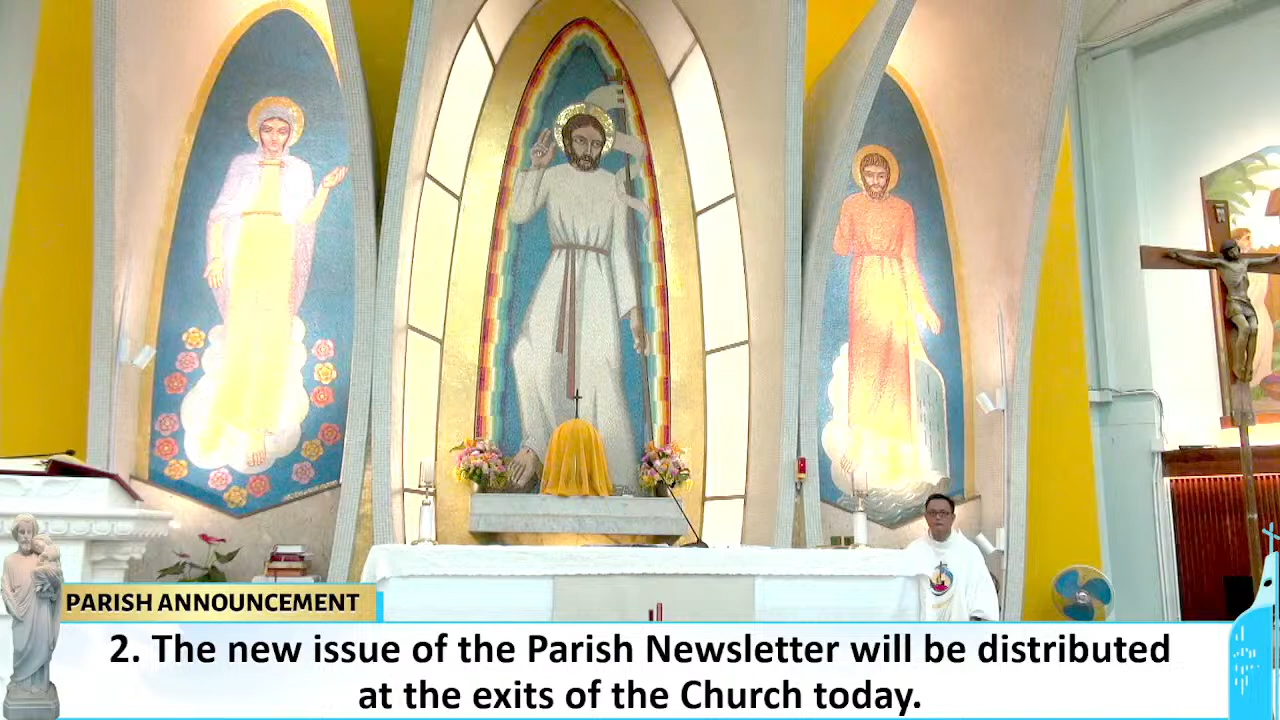 PARISH ANNOUNCEMENT
2. The new issue of the Parish Newsletter will be distributed
at the exits of the Church today.